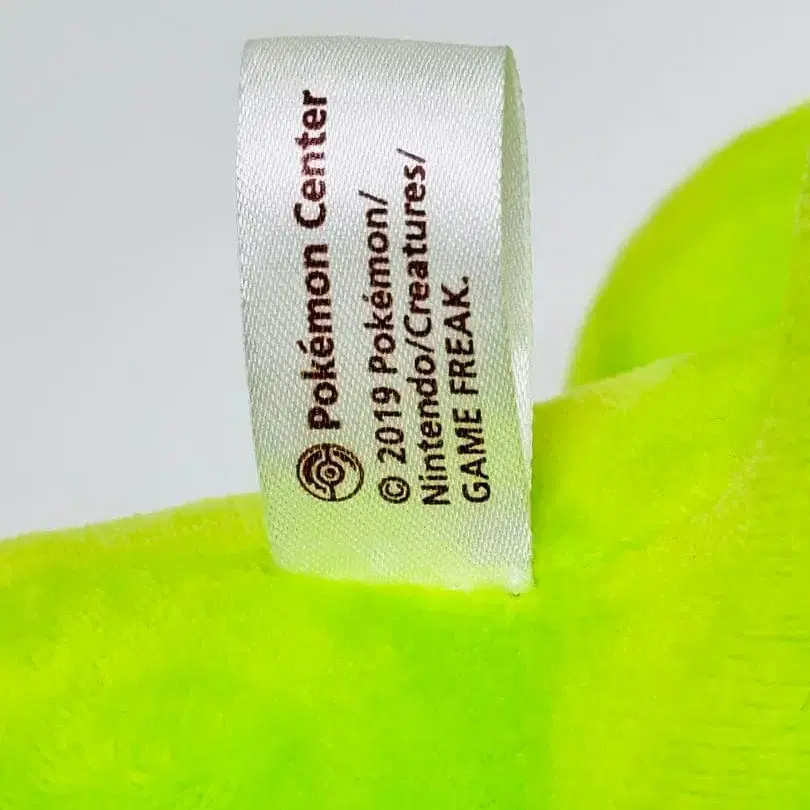 Pokémon Center
© 2019 Pokémon/
Nintendo/Creatures/
GAME FREAK.